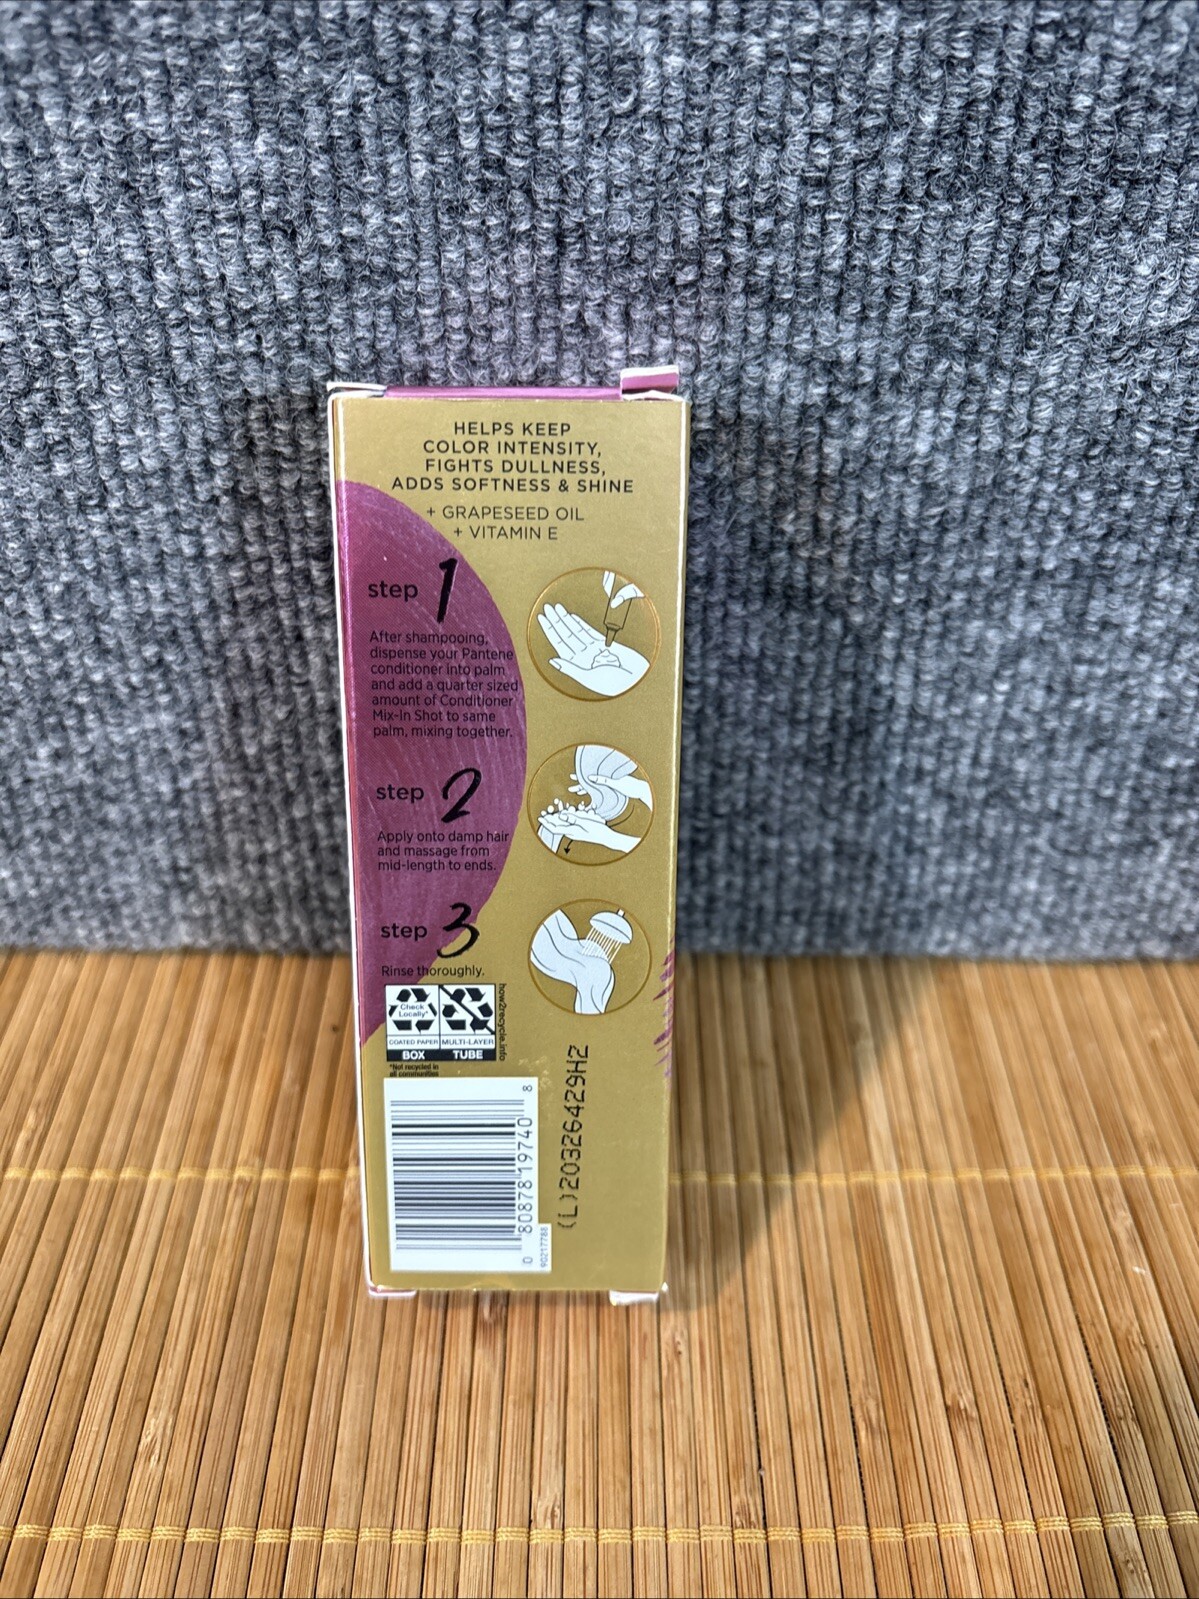 HELPS KEEP
COLOR INTENSITY,
FIGHTS DULLNESS,
ADDS SOFTNESS & SHINE
+ GRAPESEED OIL
+ VITAMIN E
step 1
After shampooing,
dispense your Pantene
conditioner into palm
and add a quarter sized
amount of Conditioner
Mix-In Shot to same
palm, mixing together.
step 2
Apply onto damp hair
and massage from
mid-length to ends.
step 3
Rinse thoroughly.
Check
Locally*
COATED PAPER
BOX
MULTI-LAYER
TUBE
how2recycle.info
*Not recycled in
all communities
0 80878 19740 8
90217788
(L)20326429H2